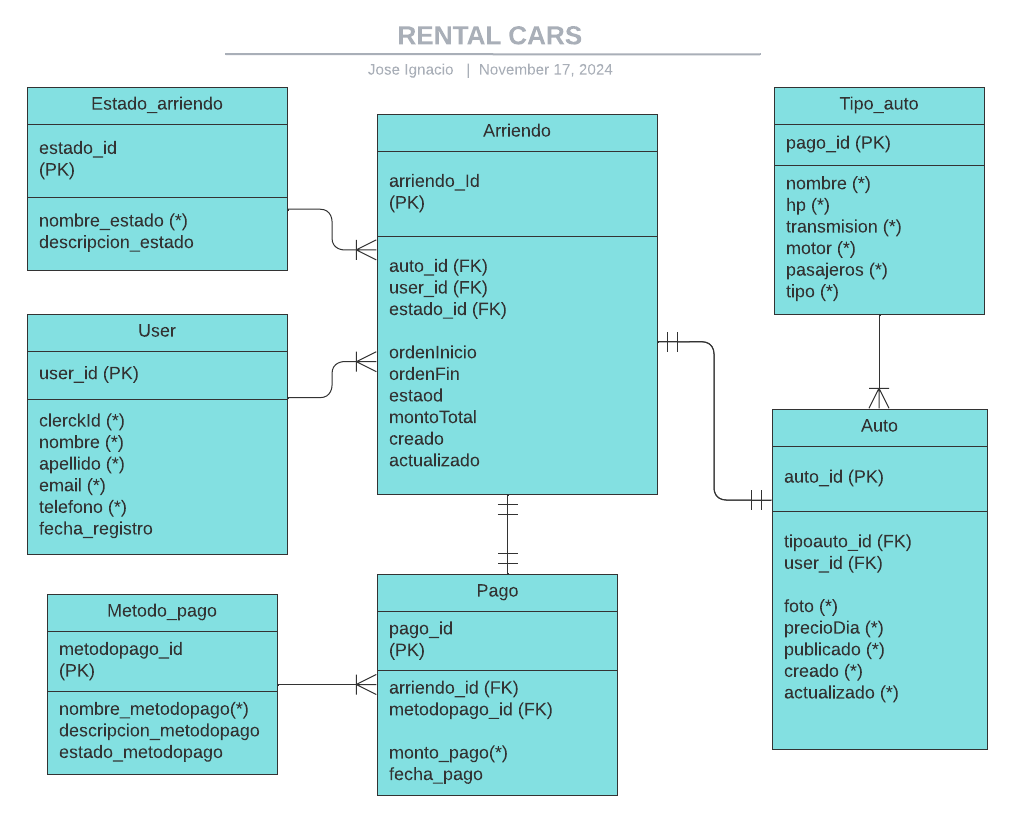 RENTAL CARS
Jose Ignacio | November 17, 2024
Estado_arriendo
estado_id
(PK)
nombre_estado (*)
descripcion_estado
User
user_id (PK)
clerckId (*)
nombre (*)
apellido (*)
email (*)
telefono (*)
fecha_registro
Metodo_pago
metodopago_id
(PK)
nombre_metodopago(*)
descripcion_metodopago
estado_metodopago
Arriendo
arriendo_Id
(PK)
auto_id (FK)
user_id (FK)
estado_id (FK)
ordenInicio
ordenFin
estaod
montoTotal
creado
actualizado
Pago
pago_id
(PK)
arriendo_id (FK)
metodopago_id (FK)
monto_pago(*)
fecha_pago
Tipo_auto
pago_id (PK)
nombre (*)
hp (*)
transmision (*)
motor (*)
pasajeros (*)
tipo (*)
Auto
auto_id (PK)
tipoauto_id (FK)
user_id (FK)
foto (*)
precioDia (*)
publicado (*)
creado (*)
actualizado (*)